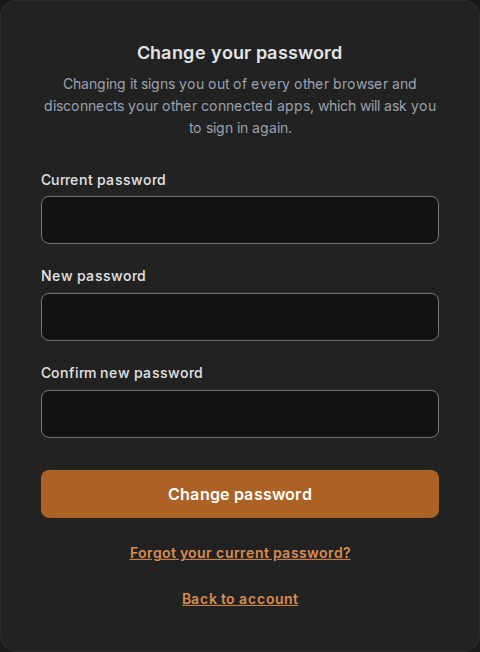 Change your password
Changing it signs you out of every other browser and
disconnects your other connected apps, which will ask you
to sign in again.
Current password
New password
Confirm new password
Change password
Forgot your current password?
Back to account